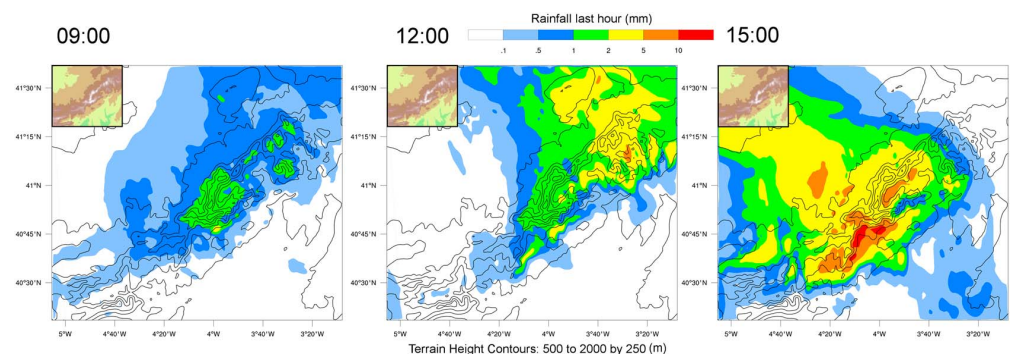 Rainfall last hour (mm)
09:00
12:00
.1 .5 1 2 5 10
15:00
41°30'N
41°15'N
41°N
40°45'N
40°30'N
41°30'N
41°15'N
41°N
40°45'N
40°30'N
41°30'N
41°15'N
41°N
40°45'N
40°30'N
5°W 4°40'W 4°20'W 4°W 3°40'W 3°20'W
5°W 4°40'W 4°20'W 4°W 3°40'W 3°20'W
5°W 4°40'W 4°20'W 4°W 3°40'W 3°20'W
Terrain Height Contours: 500 to 2000 by 250 (m)